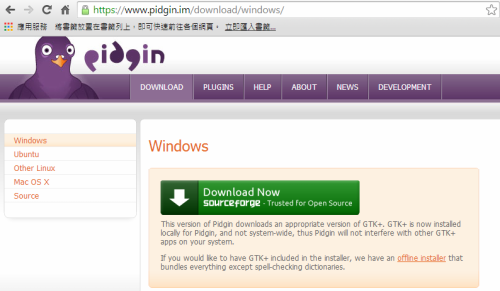 https://www.pidgin.im/download/windows/
應用服務 將書籤放置在書籤列上,即可快速前往各個網頁。 立即匯入書籤...
pidgin
DOWNLOAD PLUGINS HELP ABOUT NEWS DEVELOPMENT
Windows
Ubuntu
Other Linux
Mac OS X
Source
Windows
Download Now
sourceforge - Trusted for Open Source
This version of Pidgin downloads an appropriate version of GTK+. GTK+ is now installed
locally for Pidgin, and not system-wide, thus Pidgin will not interfere with other GTK+
apps on your system.
If you would like to have GTK+ included in the installer, we have an offline installer that
bundles everything except spell-checking dictionaries.